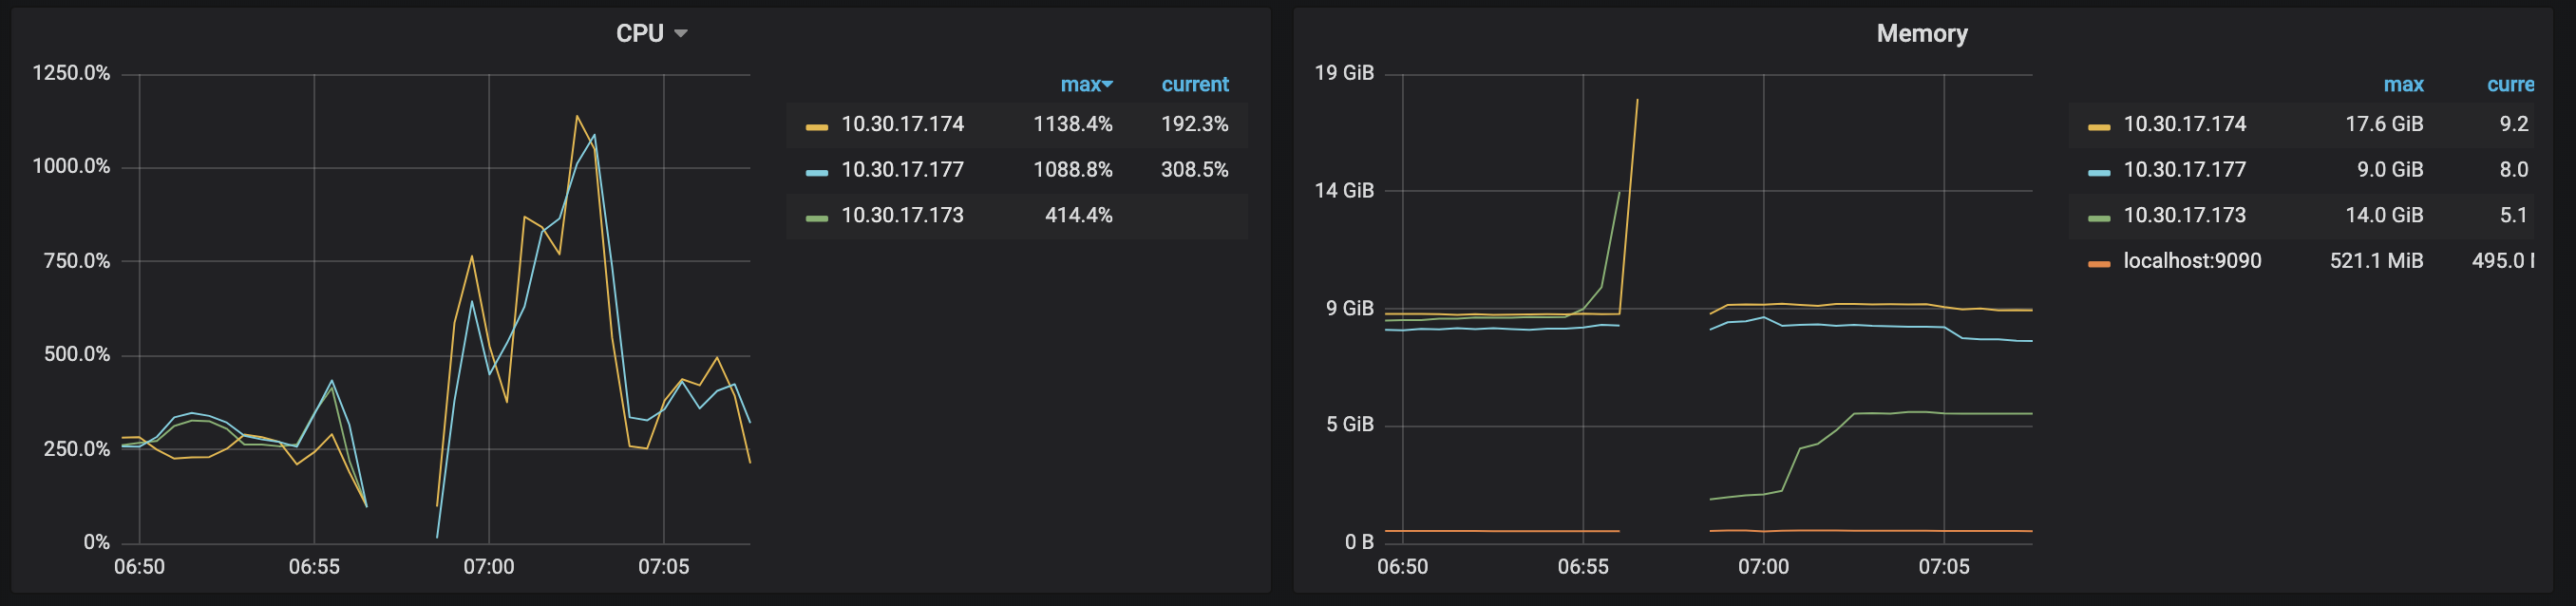 CPU
1250.0%
1000.0%
750.0%
500.0%
250.0%
0%
06:50 06:55 07:00 07:05
max current
10.30.17.174 1138.4% 192.3%
10.30.17.177 1088.8% 308.5%
10.30.17.173 414.4%
Memory
19 GiB
14 GiB
9 GiB
5 GiB
0 B
06:50 06:55 07:00 07:05
max curre
10.30.17.174 17.6 GiB 9.2
10.30.17.177 9.0 GiB 8.0
10.30.17.173 14.0 GiB 5.1
localhost:9090 521.1 MiB 495.0